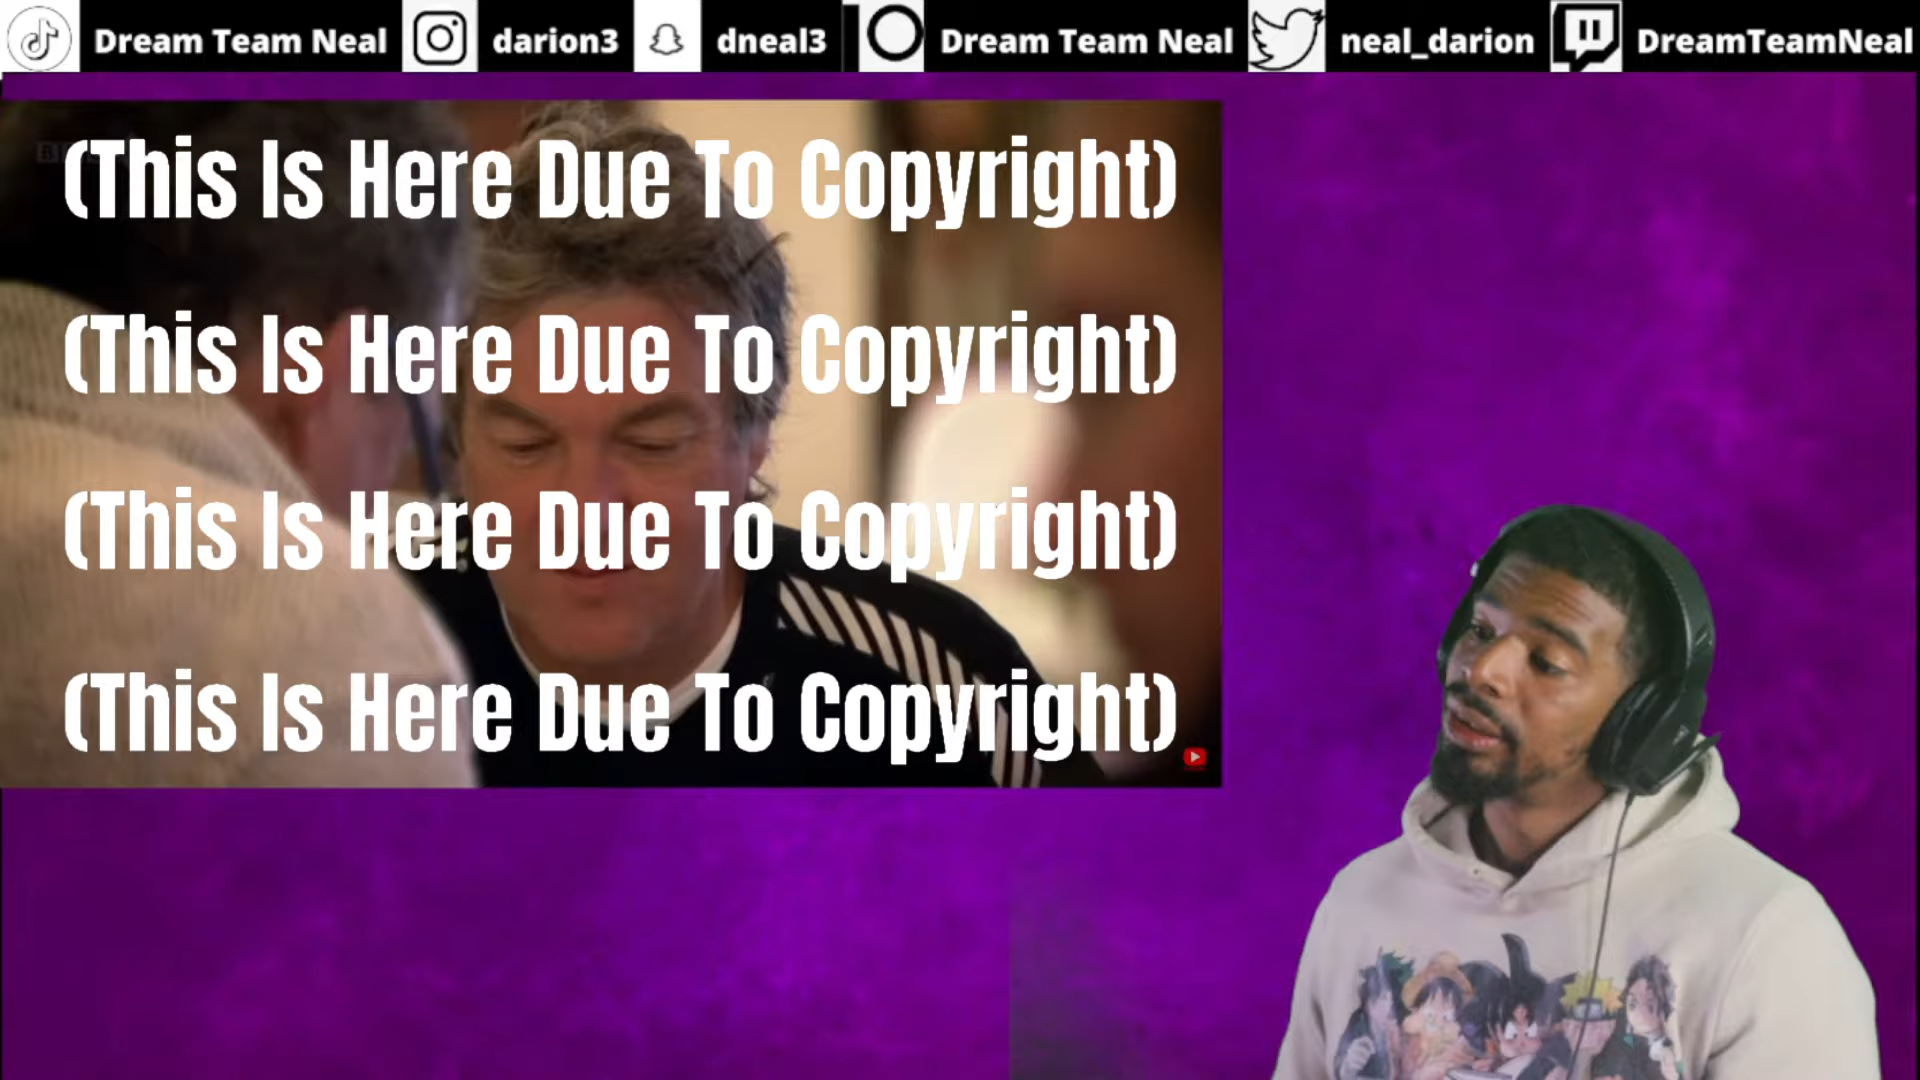 Dream Team Neal darion3 dneal3 Dream Team Neal neal_darion DreamTeamNeal
(This Is Here Due To Copyright)
(This Is Here Due To Copyright)
(This Is Here Due To Copyright)
(This Is Here Due To Copyright)